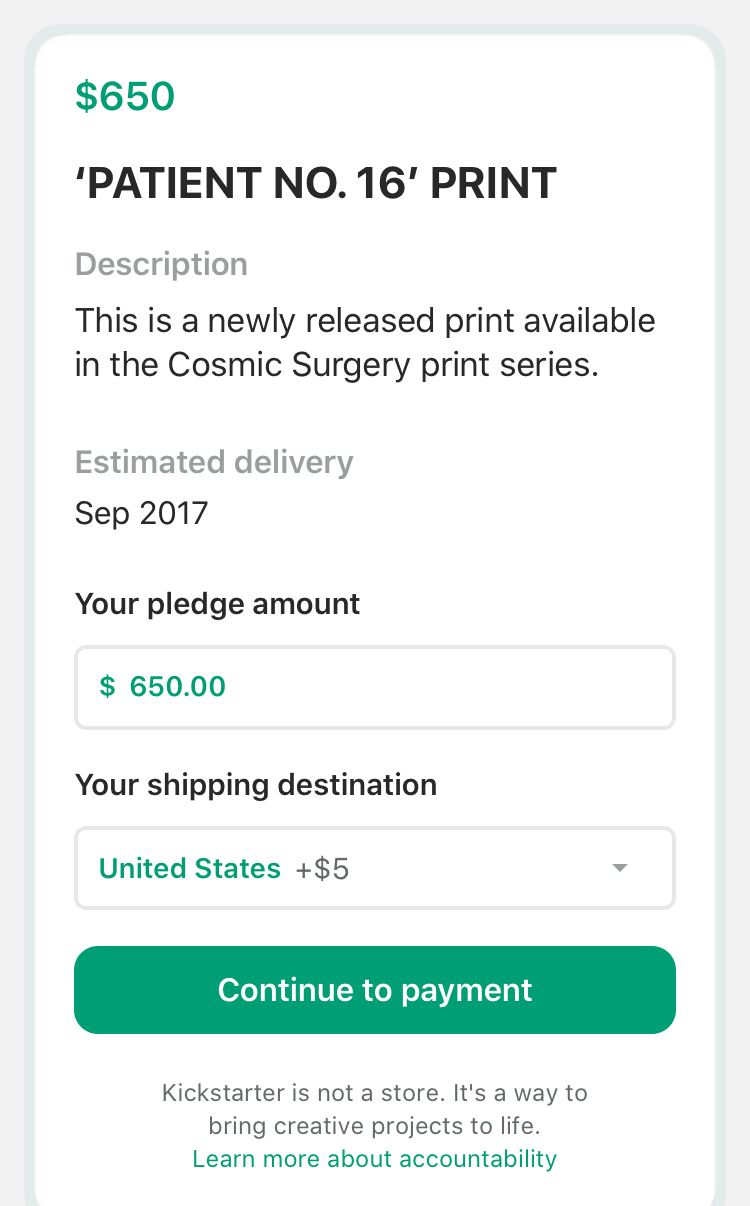 $650
‘PATIENT NO. 16’ PRINT
Description
This is a newly released print available
in the Cosmic Surgery print series.
Estimated delivery
Sep 2017
Your pledge amount
$ 650.00
Your shipping destination
United States +$5
Continue to payment
Kickstarter is not a store. It's a way to
bring creative projects to life.
Learn more about accountability